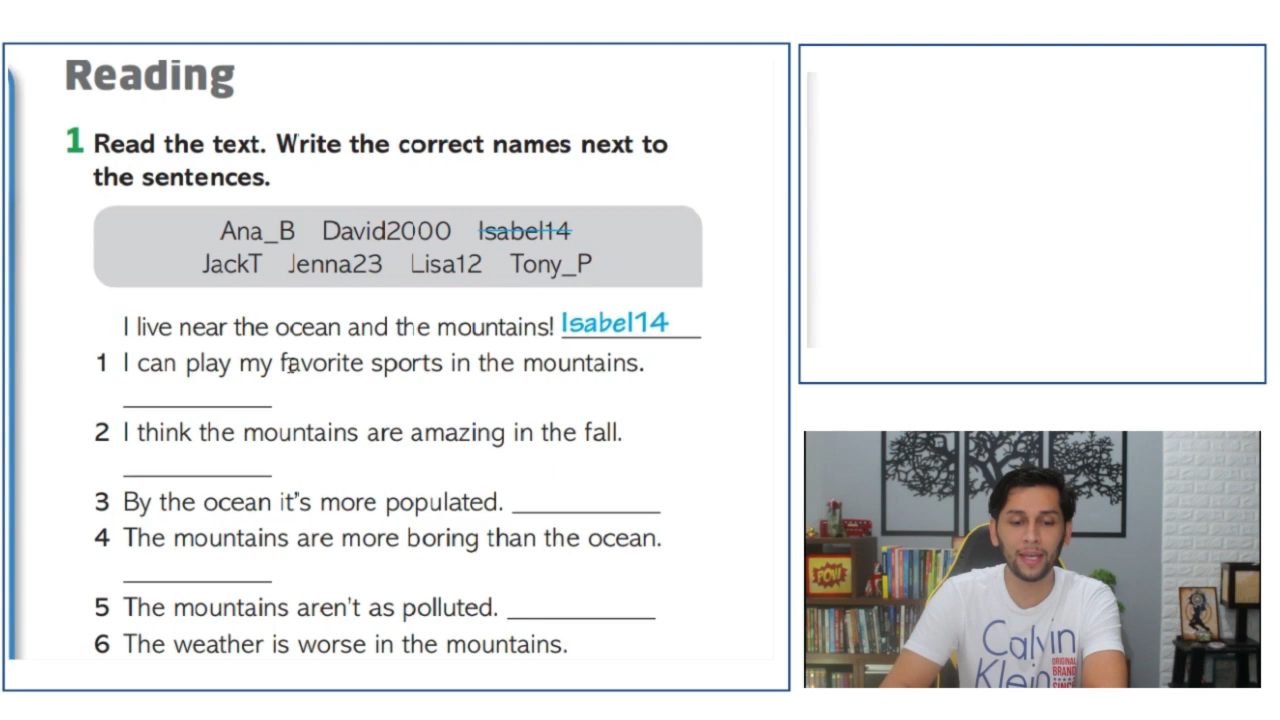 Reading
1 Read the text. Write the correct names next to
the sentences.
Ana_B David2000 Isabel14
JackT Jenna23 Lisa12 Tony_P
I live near the ocean and the mountains! Isabel14
1 I can play my favorite sports in the mountains.
2 I think the mountains are amazing in the fall.
3 By the ocean it's more populated.
4 The mountains are more boring than the ocean.
5 The mountains aren't as polluted.
6 The weather is worse in the mountains.
POW
Calvin
Klein
ORIGINAL
BRAND
SINCE